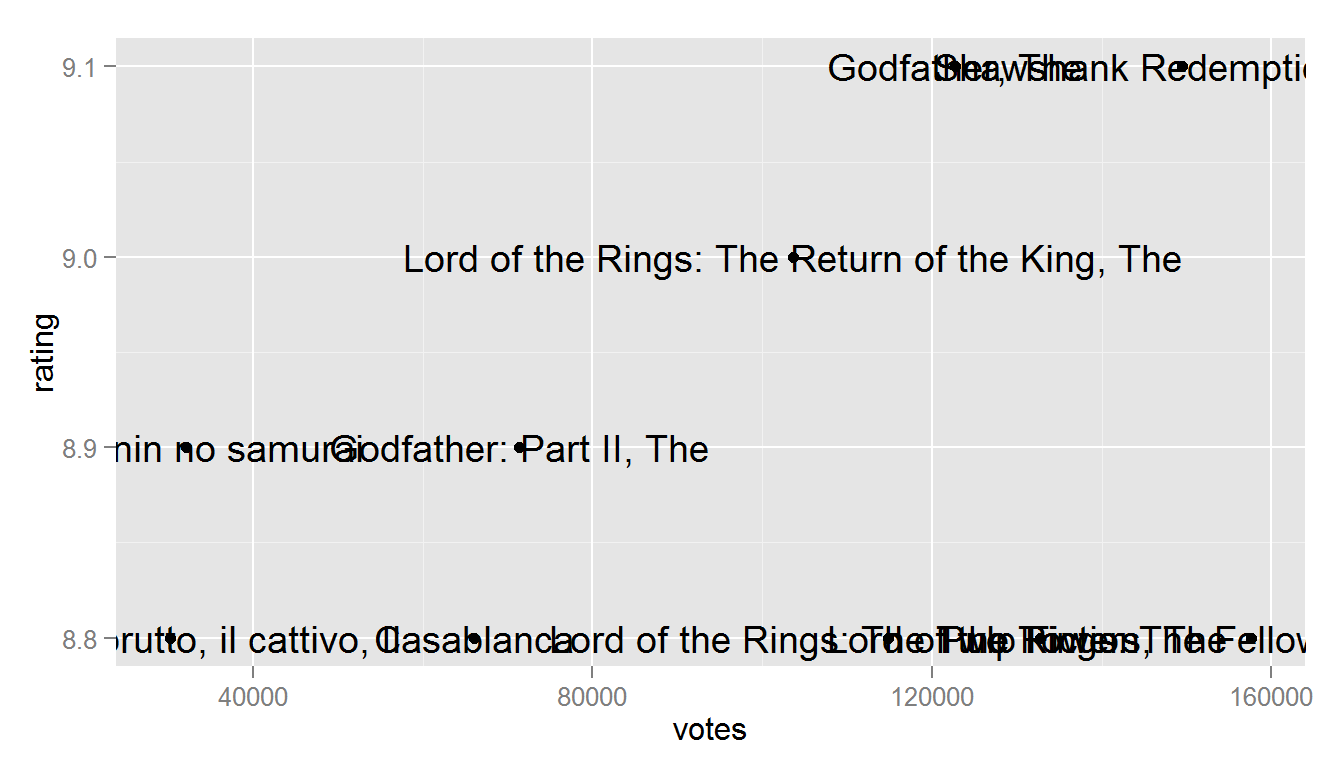 9.1
Godfather, The
Shawshank Redemptio
9.0
Lord of the Rings: The Return of the King, The
rating
8.9
nin no samurai
Godfather: Part II, The
8.8
brutto, il cattivo, Il
Casablanca
Lord of the Rings: The Two Towers, The
Pulp Fiction
Lord of the Rings: The Fellow
40000
80000
120000
160000
votes